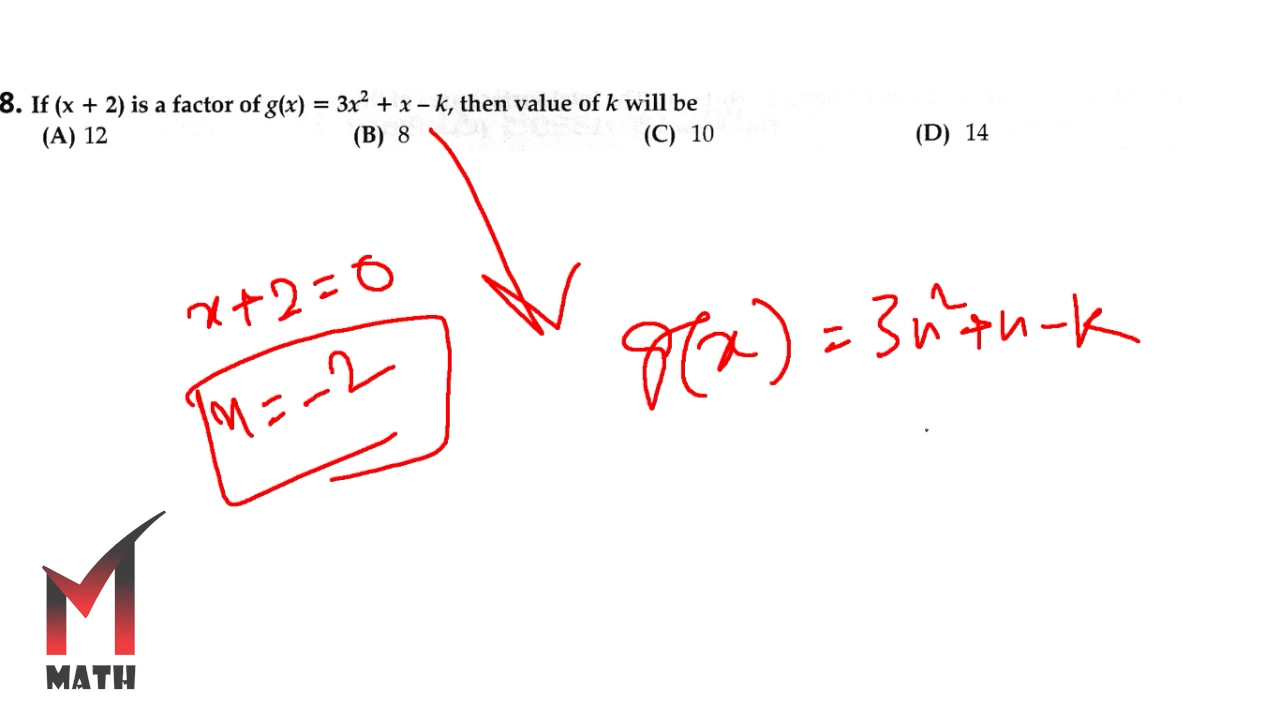 8. If (x + 2) is a factor of g(x) = 3x² + x – k, then value of k will be
(A) 12 (B) 8 (C) 10 (D) 14
x+2=0
x=-2
g(x) = 3x²+x-k
MATH